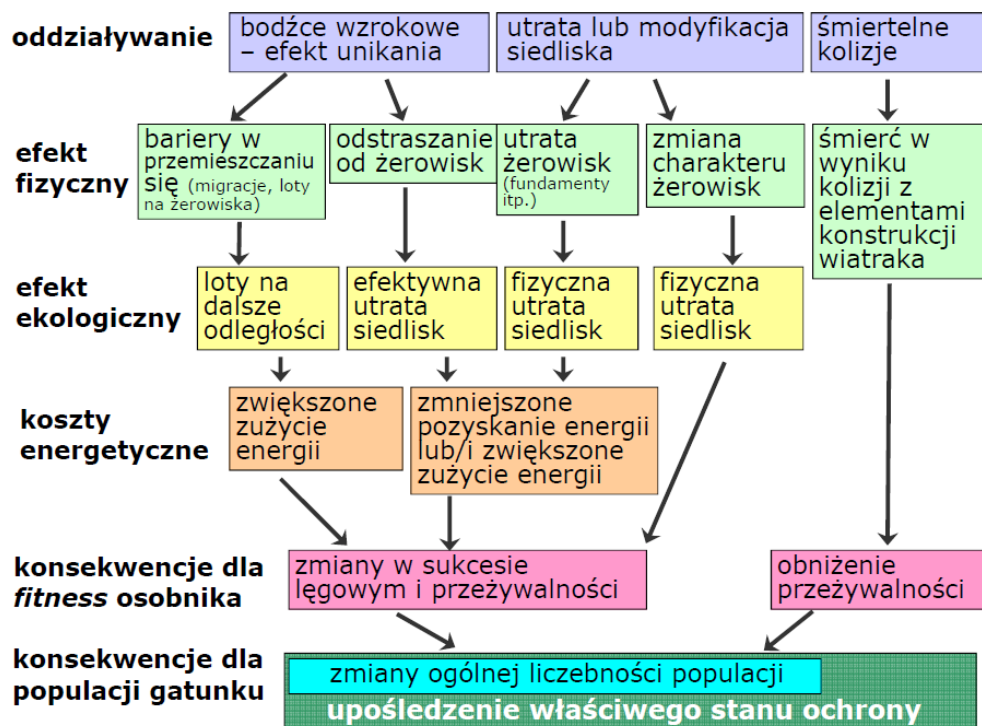 oddziaływanie
bodźce wzrokowe
– efekt unikania
utrata lub modyfikacja
siedliska
śmiertelne
kolizje
efekt
fizyczny
bariery w
przemieszczaniu
się (migracje, loty
na żerowiska)
odstraszanie
od żerowisk
utrata
żerowisk
(fundamenty
itp.)
zmiana
charakteru
żerowisk
śmierć w
wyniku
kolizji z
elementami
konstrukcji
wiatraka
efekt
ekologiczny
loty na
dalsze
odległości
efektywna
utrata
siedlisk
fizyczna
utrata
siedlisk
fizyczna
utrata
siedlisk
koszty
energetyczne
zwiększone
zużycie
energii
zmniejszone
pozyskanie energii
lub/i zwiększone
zużycie energii
konsekwencje dla
fitness osobnika
zmiany w sukcesie
lęgowym i przeżywalności
obniżenie
przeżywalności
konsekwencje dla
populacji gatunku
zmiany ogólnej liczebności populacji
upośledzenie właściwego stanu ochrony